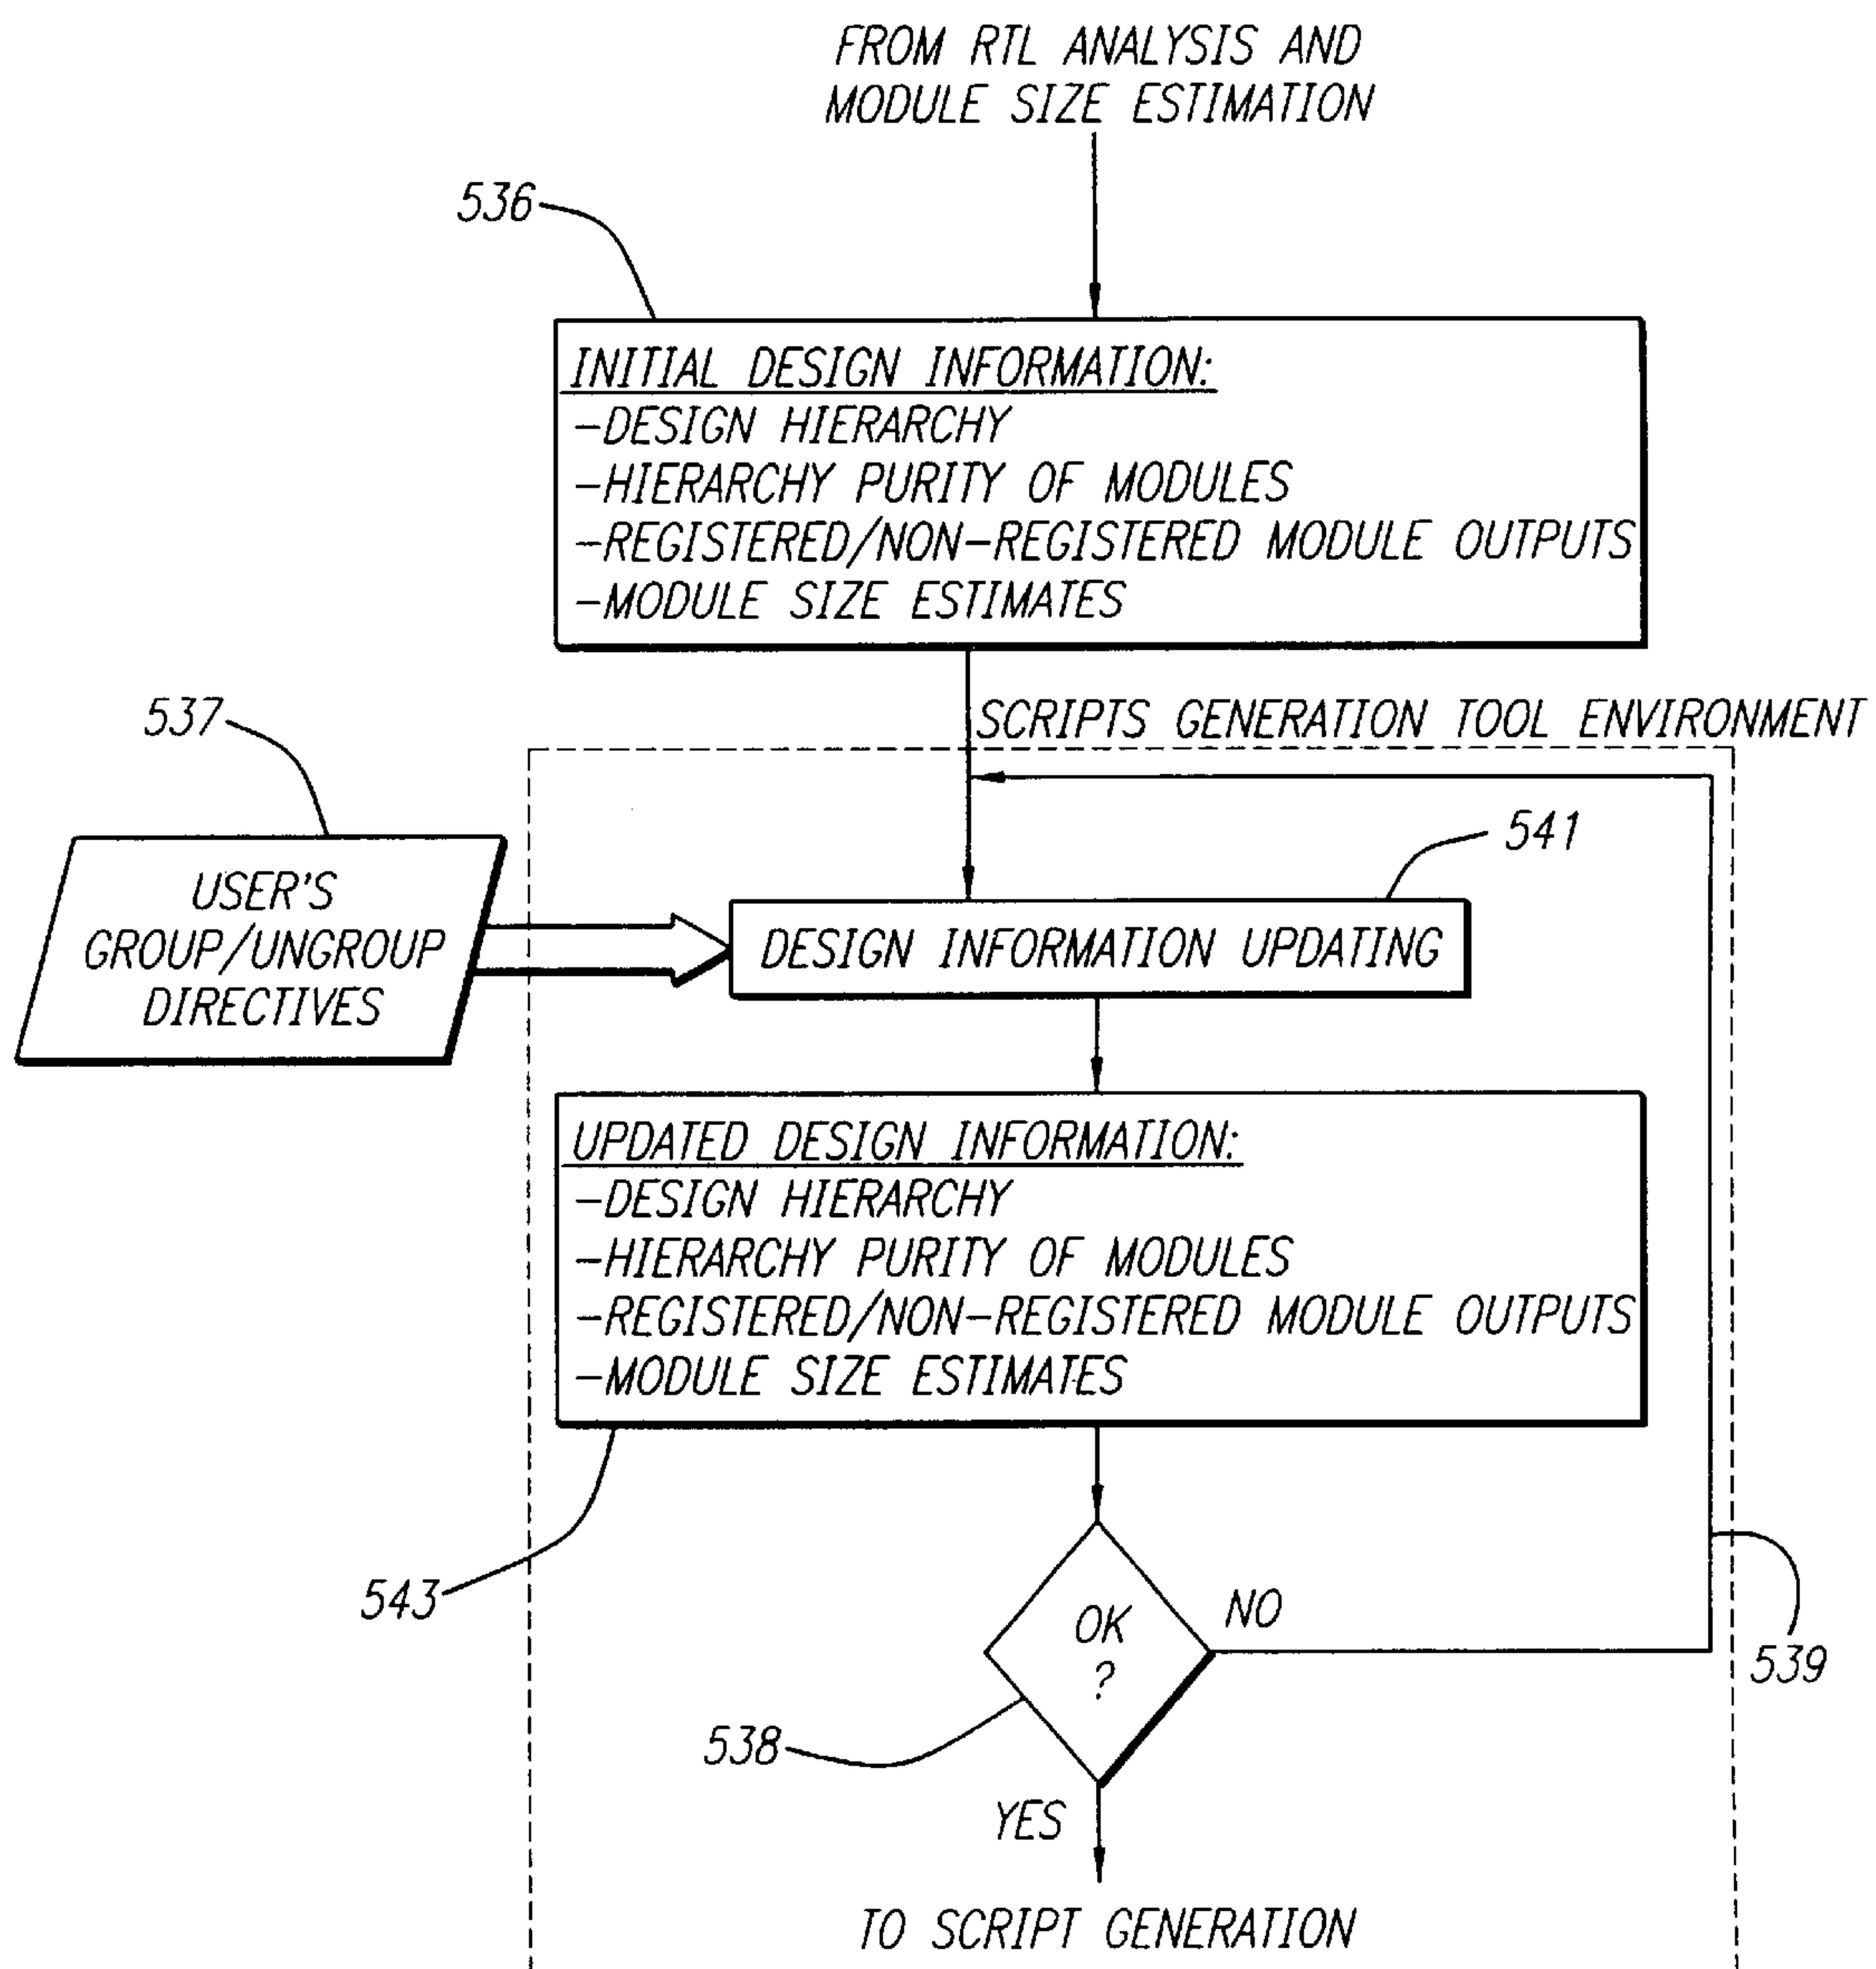 FROM RTL ANALYSIS AND
MODULE SIZE ESTIMATION
536
INITIAL DESIGN INFORMATION:
-DESIGN HIERARCHY
-HIERARCHY PURITY OF MODULES
-REGISTERED/NON-REGISTERED MODULE OUTPUTS
-MODULE SIZE ESTIMATES
537
SCRIPTS GENERATION TOOL ENVIRONMENT
541
USER'S
GROUP/UNGROUP
DIRECTIVES
DESIGN INFORMATION UPDATING
UPDATED DESIGN INFORMATION:
-DESIGN HIERARCHY
-HIERARCHY PURITY OF MODULES
-REGISTERED/NON-REGISTERED MODULE OUTPUTS
-MODULE SIZE ESTIMATES
543
OK
?
NO
539
538
YES
TO SCRIPT GENERATION